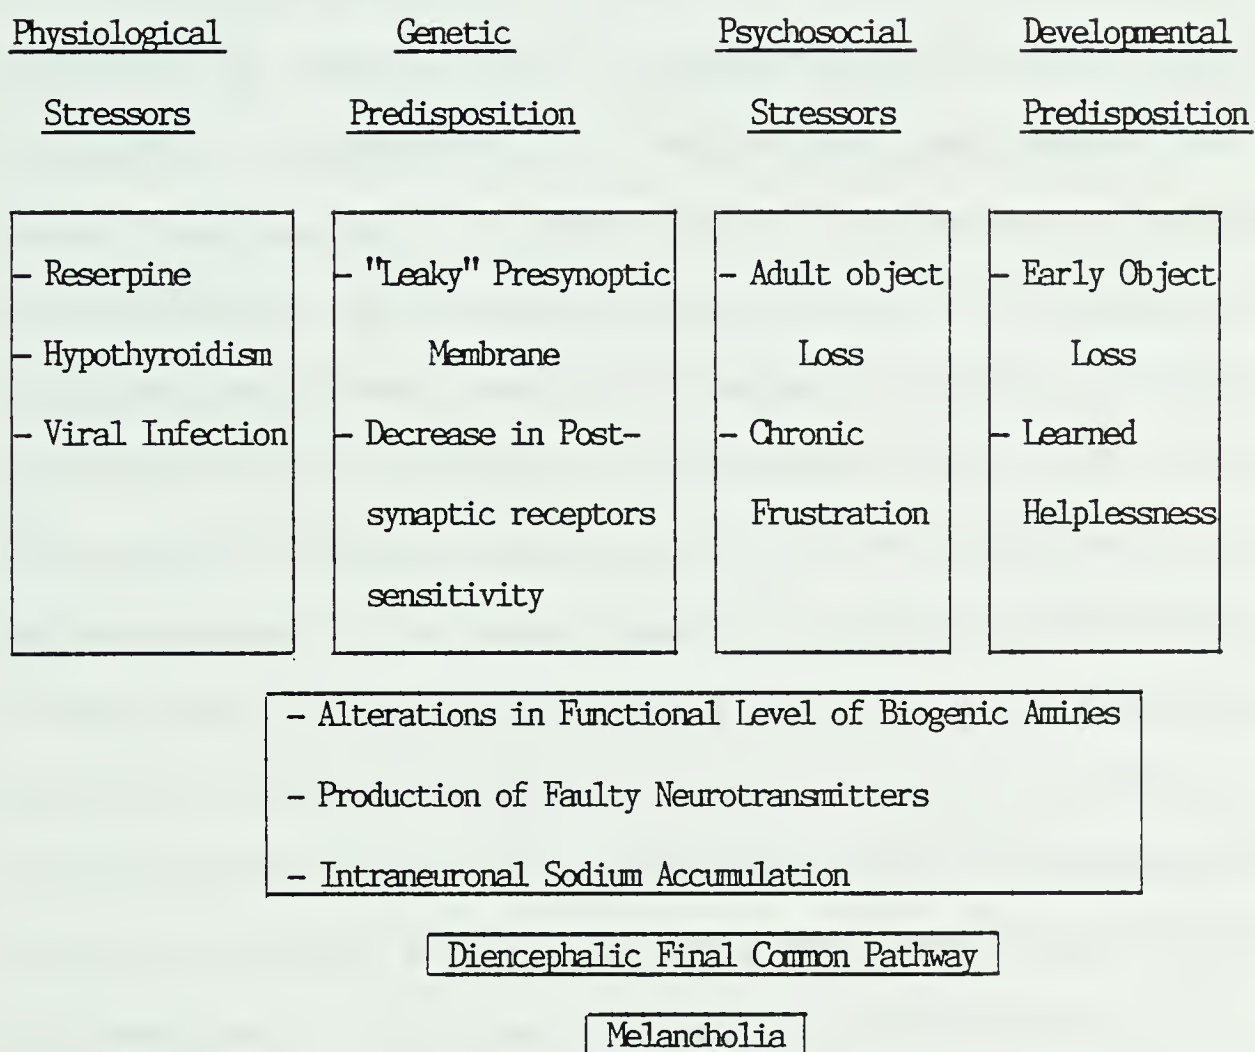 Physiological
Stressors
Genetic
Predisposition
Psychosocial
Stressors
Developmental
Predisposition
- Reserpine
- Hypothyroidism
- Viral Infection
- "Leaky" Presynoptic
Membrane
- Decrease in Post-
synaptic receptors
sensitivity
- Adult object
Loss
- Chronic
Frustration
- Early Object
Loss
- Learned
Helplessness
- Alterations in Functional Level of Biogenic Amines
- Production of Faulty Neurotransmitters
- Intraneuronal Sodium Accumulation
Diencephalic Final Common Pathway
Melancholia